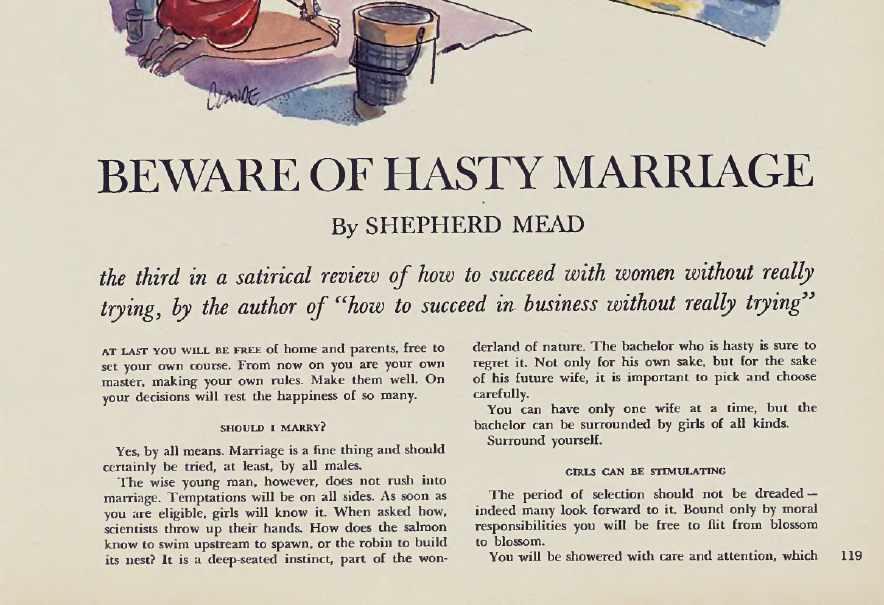 CLAUDE
BEWARE OF HASTY MARRIAGE
By SHEPHERD MEAD
the third in a satirical review of how to succeed with women without really
trying, by the author of “how to succeed in business without really trying”
AT LAST YOU WILL BE FREE of home and parents, free to
set your own course. From now on you are your own
master, making your own rules. Make them well. On
your decisions will rest the happiness of so many.
SHOULD I MARRY?
Yes, by all means. Marriage is a fine thing and should
certainly be tried, at least, by all males.
The wise young man, however, does not rush into
marriage. Temptations will be on all sides. As soon as
you are eligible, girls will know it. When asked how,
scientists throw up their hands. How does the salmon
know to swim upstream to spawn, or the robin to build
its nest? It is a deep-seated instinct, part of the won-
derland of nature. The bachelor who is hasty is sure to
regret it. Not only for his own sake, but for the sake
of his future wife, it is important to pick and choose
carefully.
You can have only one wife at a time, but the
bachelor can be surrounded by girls of all kinds.
Surround yourself.
GIRLS CAN BE STIMULATING
The period of selection should not be dreaded —
indeed many look forward to it. Bound only by moral
responsibilities you will be free to flit from blossom
to blossom.
You will be showered with care and attention, which
119